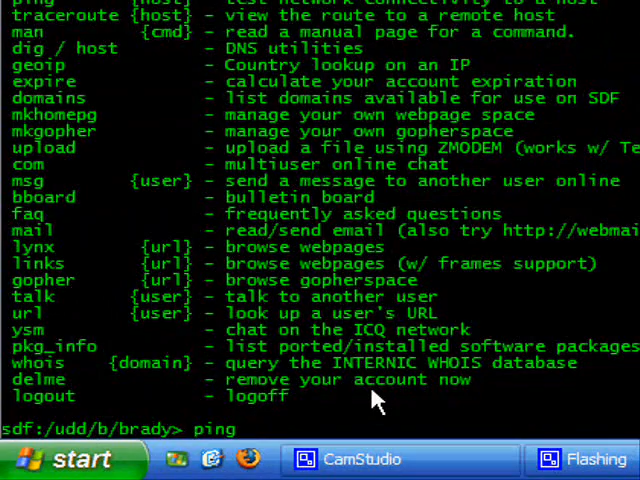 ping {host} - test network connectivity to a host
traceroute {host} - view the route to a remote host
man {cmd} - read a manual page for a command.
dig / host - DNS utilities
geoip - Country lookup on an IP
expire - calculate your account expiration
domains - list domains available for use on SDF
mkhomepg - manage your own webpage space
mkgopher - manage your own gopherspace
upload - upload a file using ZMODEM (works w/ Te
com - multiuser online chat
msg {user} - send a message to another user online
bboard - bulletin board
faq - frequently asked questions
mail - read/send email (also try http://webmai
lynx {url} - browse webpages
links {url} - browse webpages (w/ frames support)
gopher {url} - browse gopherspace
talk {user} - talk to another user
url {user} - look up a user's URL
ysm - chat on the ICQ network
pkg_info - list ported/installed software packages
whois {domain} - query the INTERNIC WHOIS database
delme - remove your account now
logout - logoff
sdf:/udd/b/brady> ping
start CamStudio Flashing